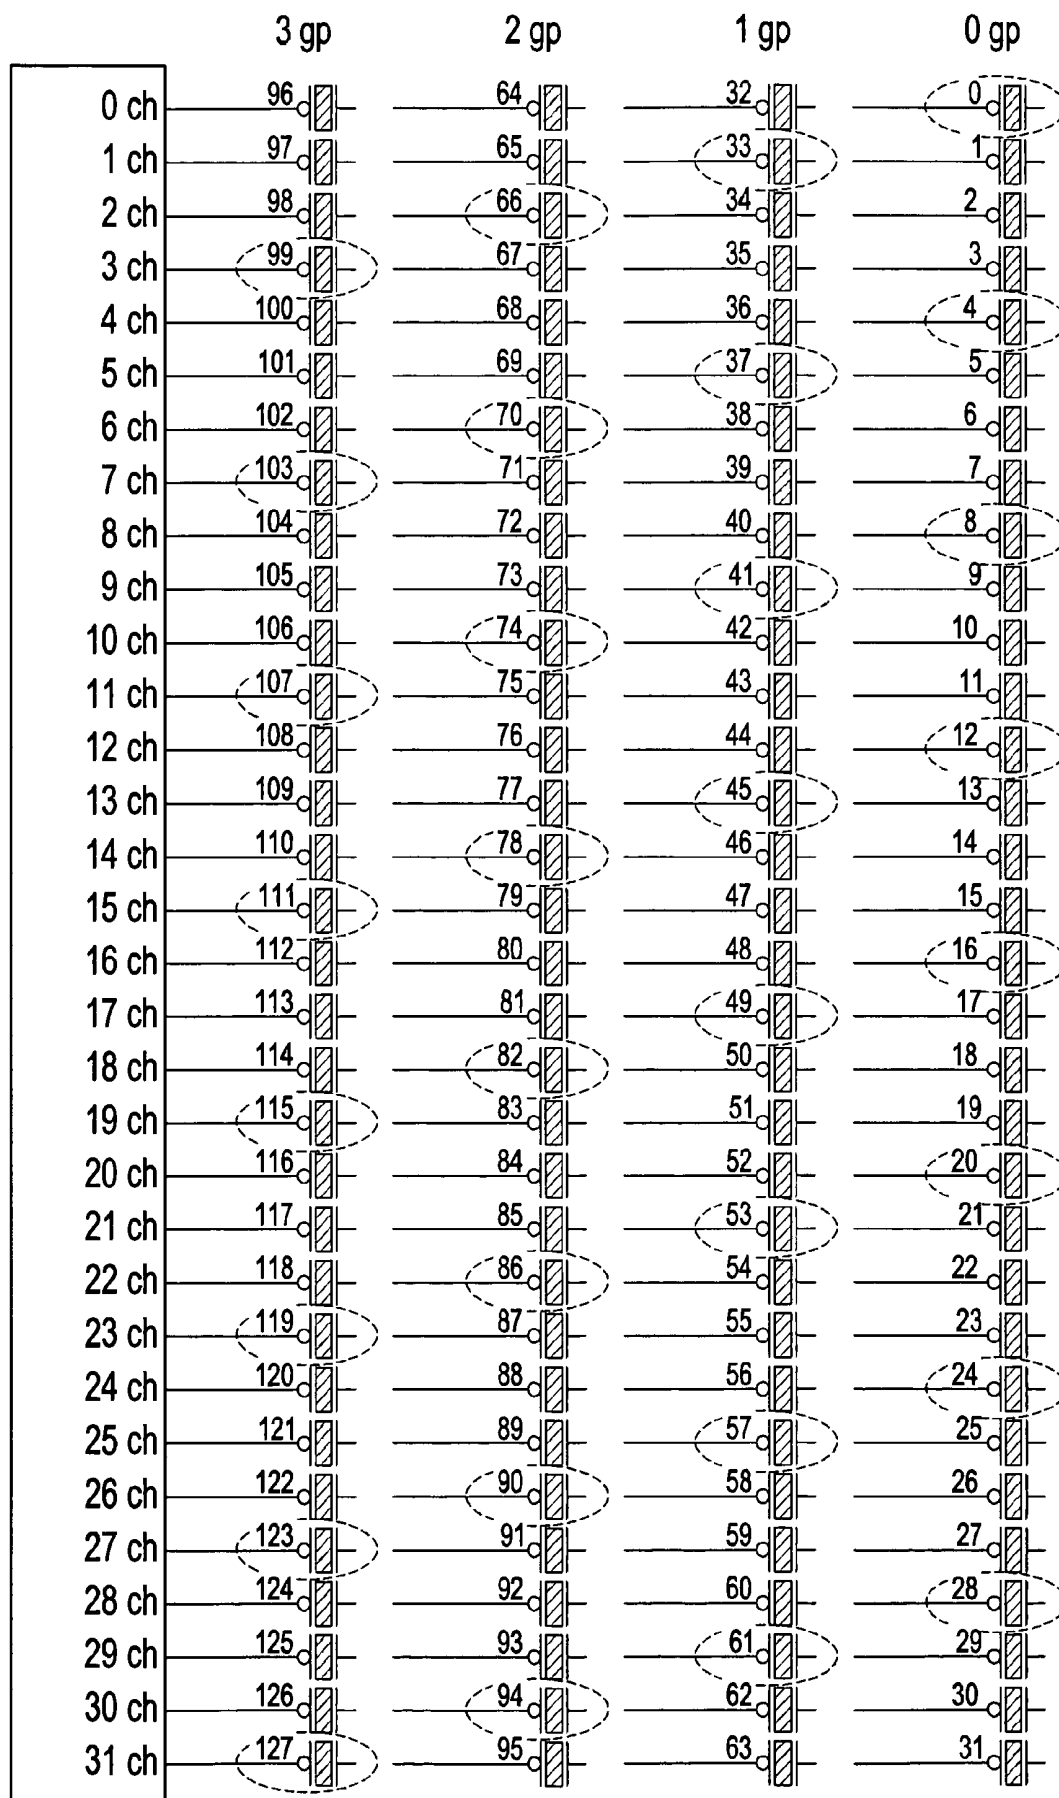 3 gp 2 gp 1 gp 0 gp
0 ch 96 64 32 0
1 ch 97 65 33 1
2 ch 98 66 34 2
3 ch 99 67 35 3
4 ch 100 68 36 4
5 ch 101 69 37 5
6 ch 102 70 38 6
7 ch 103 71 39 7
8 ch 104 72 40 8
9 ch 105 73 41 9
10 ch 106 74 42 10
11 ch 107 75 43 11
12 ch 108 76 44 12
13 ch 109 77 45 13
14 ch 110 78 46 14
15 ch 111 79 47 15
16 ch 112 80 48 16
17 ch 113 81 49 17
18 ch 114 82 50 18
19 ch 115 83 51 19
20 ch 116 84 52 20
21 ch 117 85 53 21
22 ch 118 86 54 22
23 ch 119 87 55 23
24 ch 120 88 56 24
25 ch 121 89 57 25
26 ch 122 90 58 26
27 ch 123 91 59 27
28 ch 124 92 60 28
29 ch 125 93 61 29
30 ch 126 94 62 30
31 ch 127 95 63 31